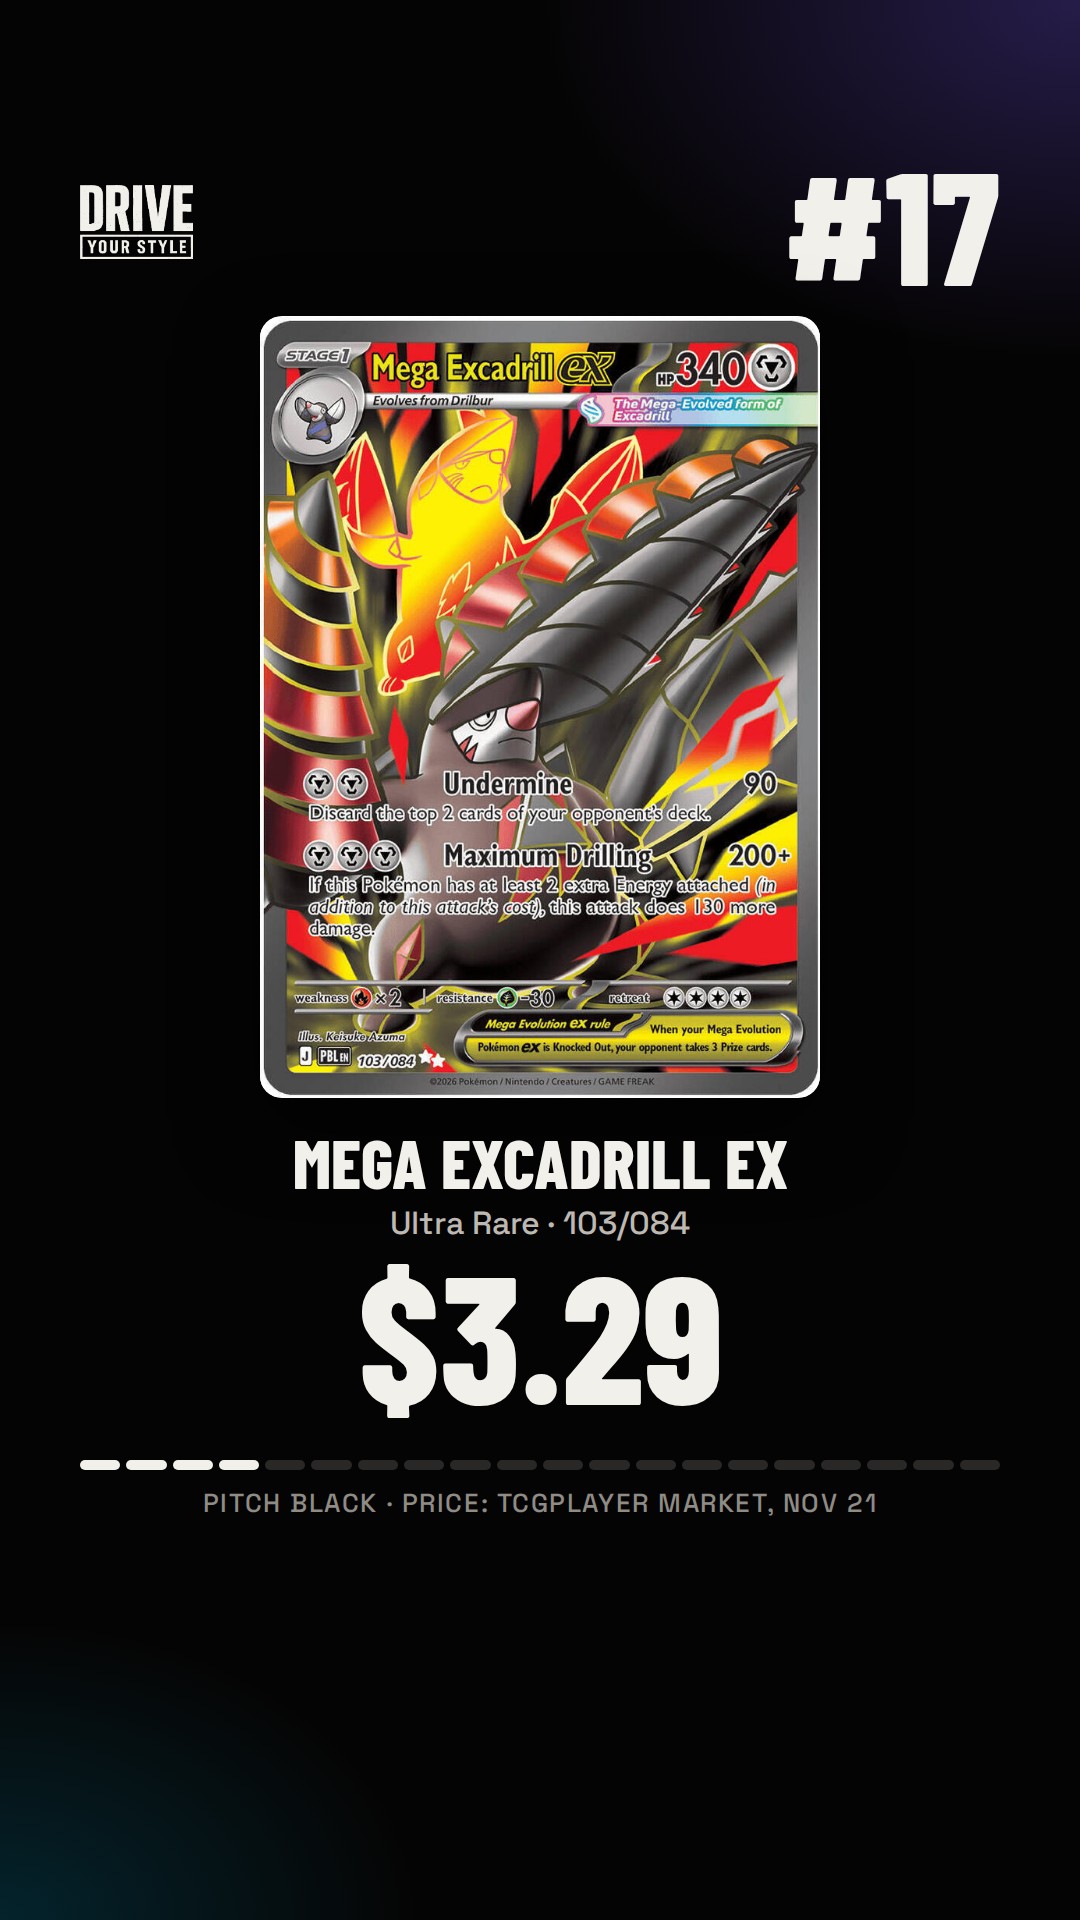 DRIVE
YOUR STYLE
#17
STAGE1
Mega Excadrill ex
HP340
Evolves from Drilbur
The Mega-Evolved form of
Excadrill
Undermine 90
Discard the top 2 cards of your opponent's deck.
Maximum Drilling 200+
If this Pokémon has at least 2 extra Energy attached (in
addition to this attack's cost), this attack does 130 more
damage.
weakness ×2 resistance -30 retreat
Mega Evolution ex rule When your Mega Evolution
Pokémon ex is Knocked Out, your opponent takes 3 Prize cards.
Illus. Keisuke Azuma
J PBL EN 103/084
©2026 Pokémon / Nintendo / Creatures / GAME FREAK
MEGA EXCADRILL EX
Ultra Rare · 103/084
$3.29
PITCH BLACK · PRICE: TCGPLAYER MARKET, NOV 21